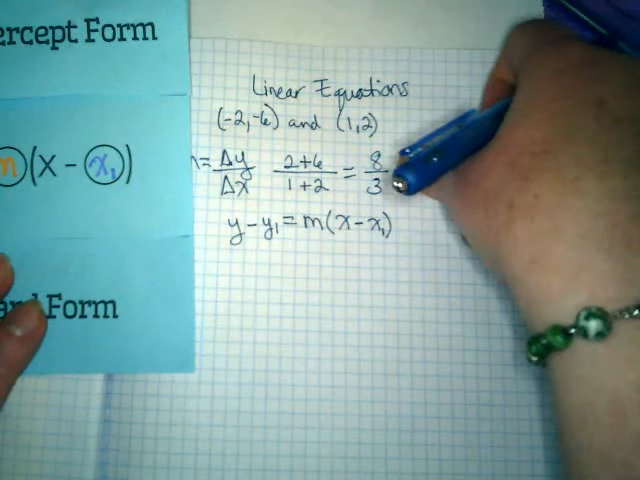 ercept Form
m(x - x₁)
Form
Linear Equations
(-2,-6) and (1,2)
= Δy/Δx 2+6/1+2 = 8/3
y-y₁=m(x-x₁)